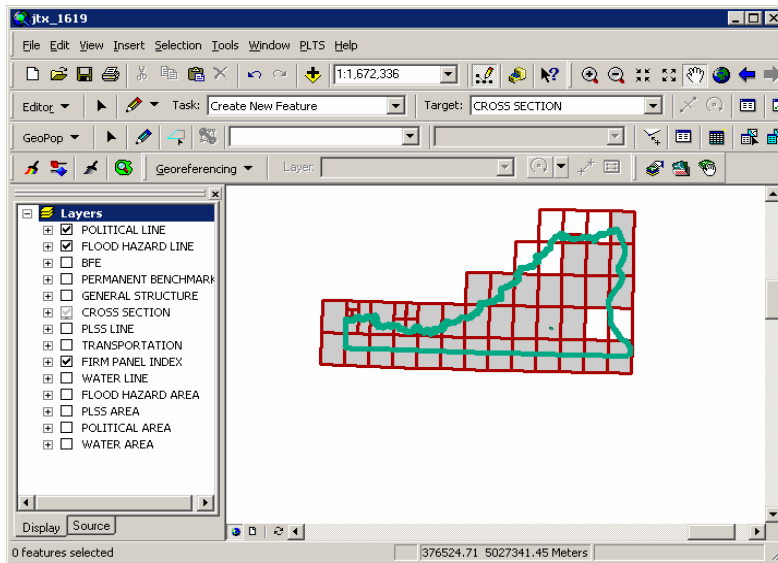 jtx_1619
File Edit View Insert Selection Tools Window PLTS Help
1:1,672,336
Editor Task: Create New Feature Target: CROSS SECTION
GeoPop
Georeferencing Layer:
Layers
POLITICAL LINE
FLOOD HAZARD LINE
BFE
PERMANENT BENCHMARK
GENERAL STRUCTURE
CROSS SECTION
PLSS LINE
TRANSPORTATION
FIRM PANEL INDEX
WATER LINE
FLOOD HAZARD AREA
PLSS AREA
POLITICAL AREA
WATER AREA
Display Source
0 features selected 376524.71 5027341.45 Meters